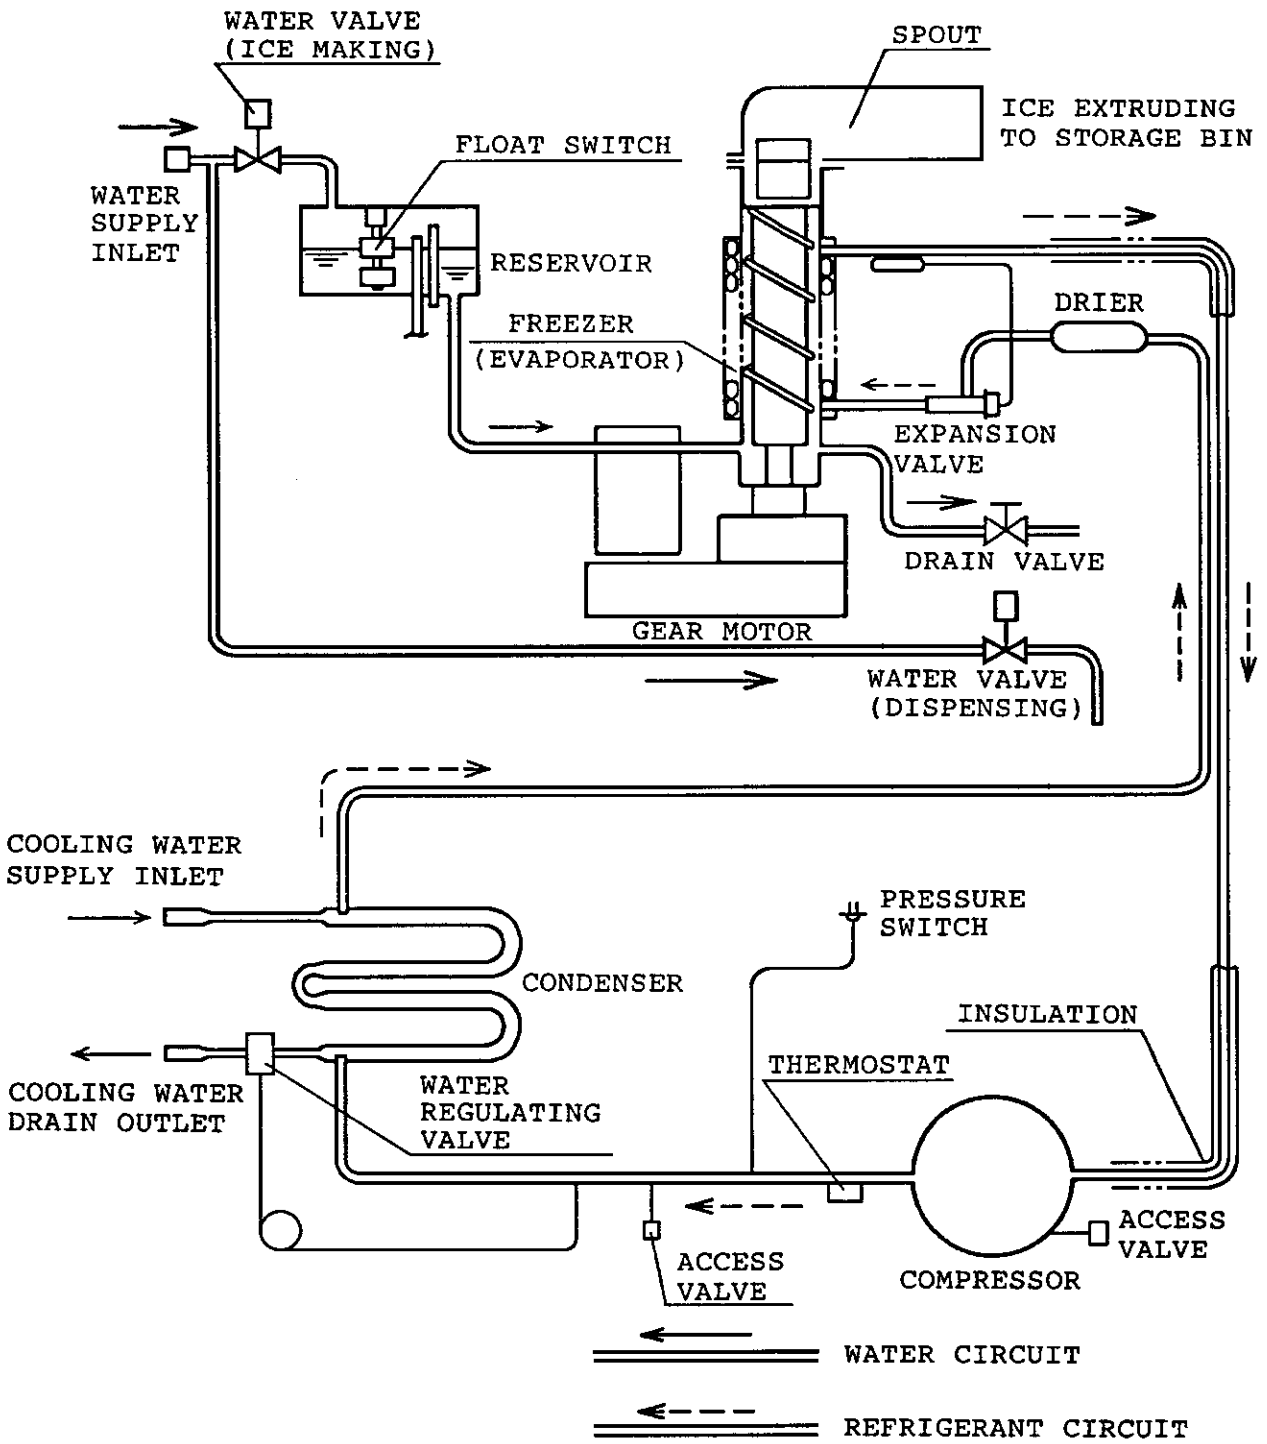 WATER VALVE
(ICE MAKING)
SPOUT
ICE EXTRUDING
TO STORAGE BIN
FLOAT SWITCH
WATER
SUPPLY
INLET
RESERVOIR
DRIER
FREEZER
(EVAPORATOR)
EXPANSION
VALVE
DRAIN VALVE
GEAR MOTOR
WATER VALVE
(DISPENSING)
COOLING WATER
SUPPLY INLET
PRESSURE
SWITCH
CONDENSER
INSULATION
THERMOSTAT
COOLING WATER
DRAIN OUTLET
WATER
REGULATING
VALVE
ACCESS
VALVE
ACCESS
VALVE
COMPRESSOR
WATER CIRCUIT
REFRIGERANT CIRCUIT